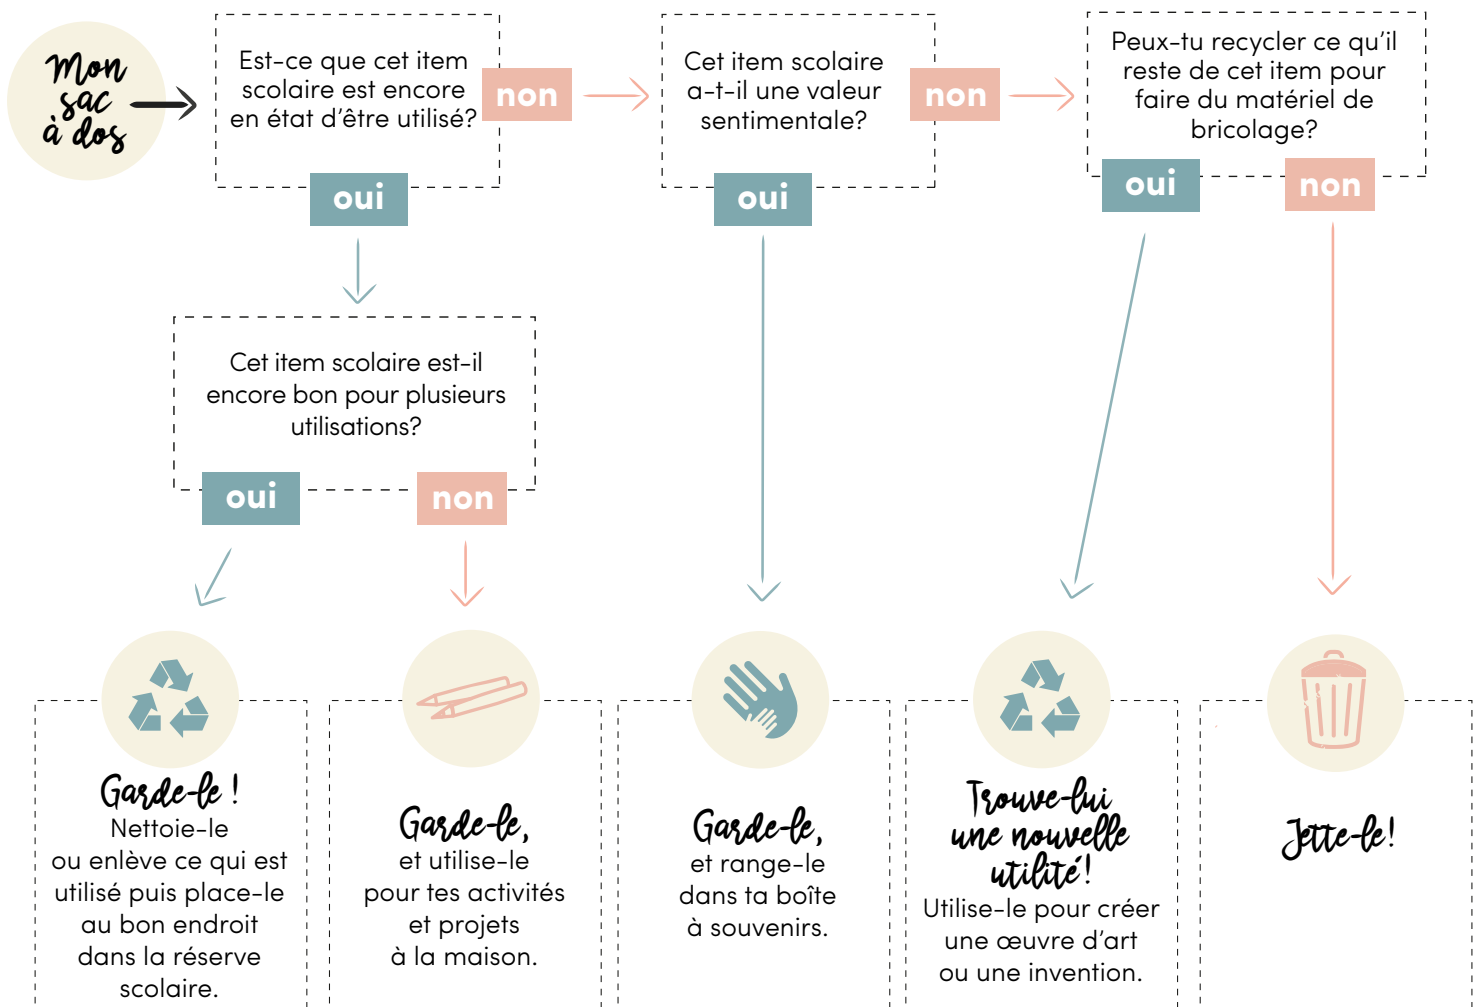 Mon
sac
à dos
Est-ce que cet item
scolaire est encore
en état d'être utilisé?
non
oui
Cet item scolaire
a-t-il une valeur
sentimentale?
non
oui
Peux-tu recycler ce qu'il
reste de cet item pour
faire du matériel de
bricolage?
oui
non
Cet item scolaire est-il
encore bon pour plusieurs
utilisations?
oui
non
Garde-le !
Nettoie-le
ou enlève ce qui est
utilisé puis place-le
au bon endroit
dans la réserve
scolaire.
Garde-le,
et utilise-le
pour tes activités
et projets
à la maison.
Garde-le,
et range-le
dans ta boîte
à souvenirs.
Trouve-lui
une nouvelle
utilité!
Utilise-le pour créer
une œuvre d'art
ou une invention.
Jette-le!